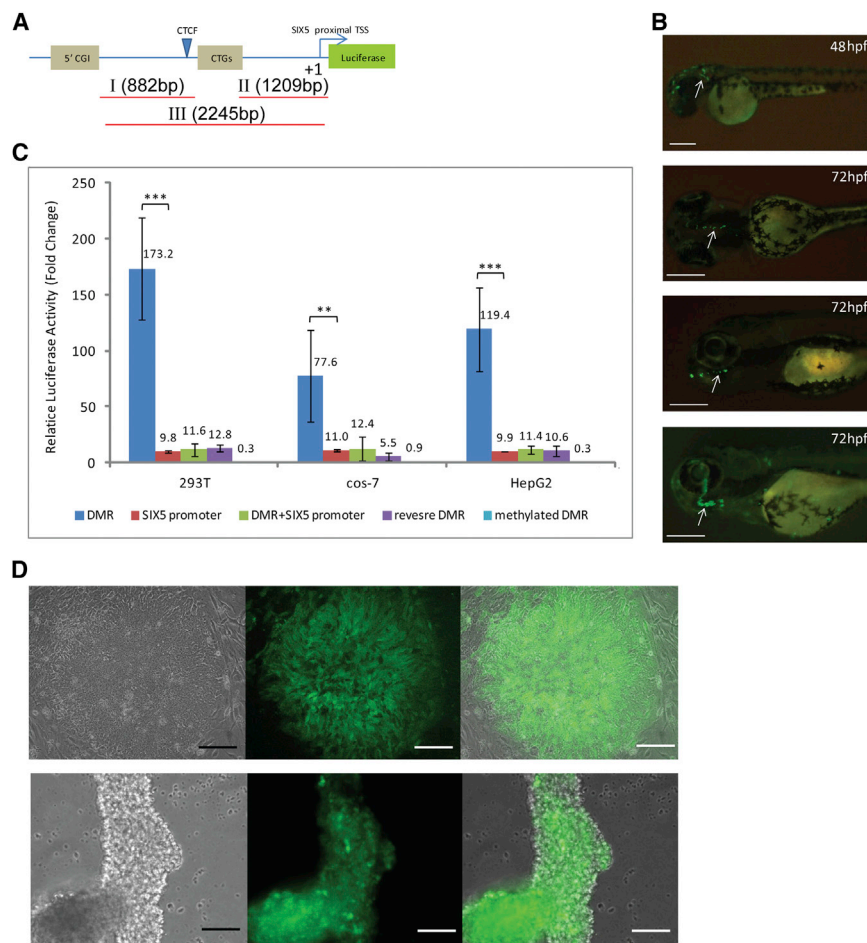 A
CTCF
SIX5 proximal TSS
5' CGI
CTGs
Luciferase
+1
I (882bp)
II (1209bp)
III (2245bp)
B
48hpf
72hpf
72hpf
72hpf
C
Relatice Luciferase Activity (Fold Change)
250
200
150
100
50
0
***
173.2
9.8
11.6
12.8
0.3
**
77.6
11.0
12.4
5.5
0.9
***
119.4
9.9
11.4
10.6
0.3
293T
cos-7
HepG2
DMR
SIX5 promoter
DMR+SIX5 promoter
revesre DMR
methylated DMR
D